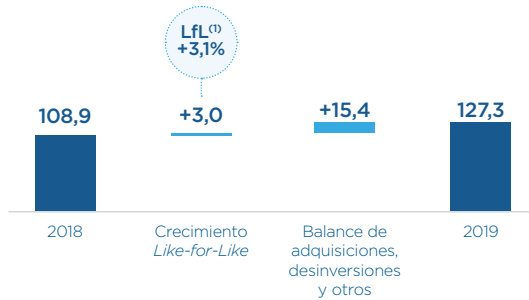 LfL(1)
+3,1%
108,9
+3,0
+15,4
127,3
2018
Crecimiento
Like-for-Like
Balance de
adquisiciones,
desinversiones
y otros
2019